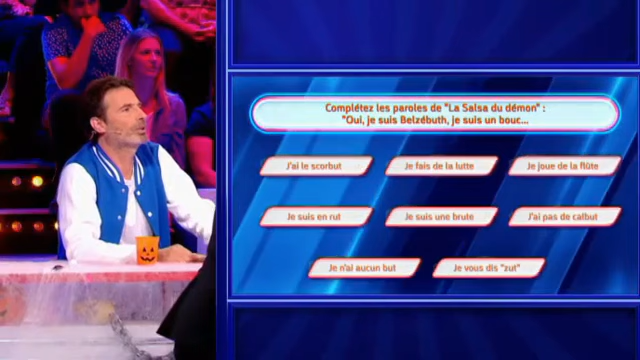 Complétez les paroles de "La Salsa du démon" :
"Oui, je suis Belzébuth, je suis un bouc...
J'ai le scorbut
Je fais de la lutte
Je joue de la flûte
Je suis en rut
Je suis une brute
J'ai pas de calbut
Je n'ai aucun but
Je vous dis "zut"